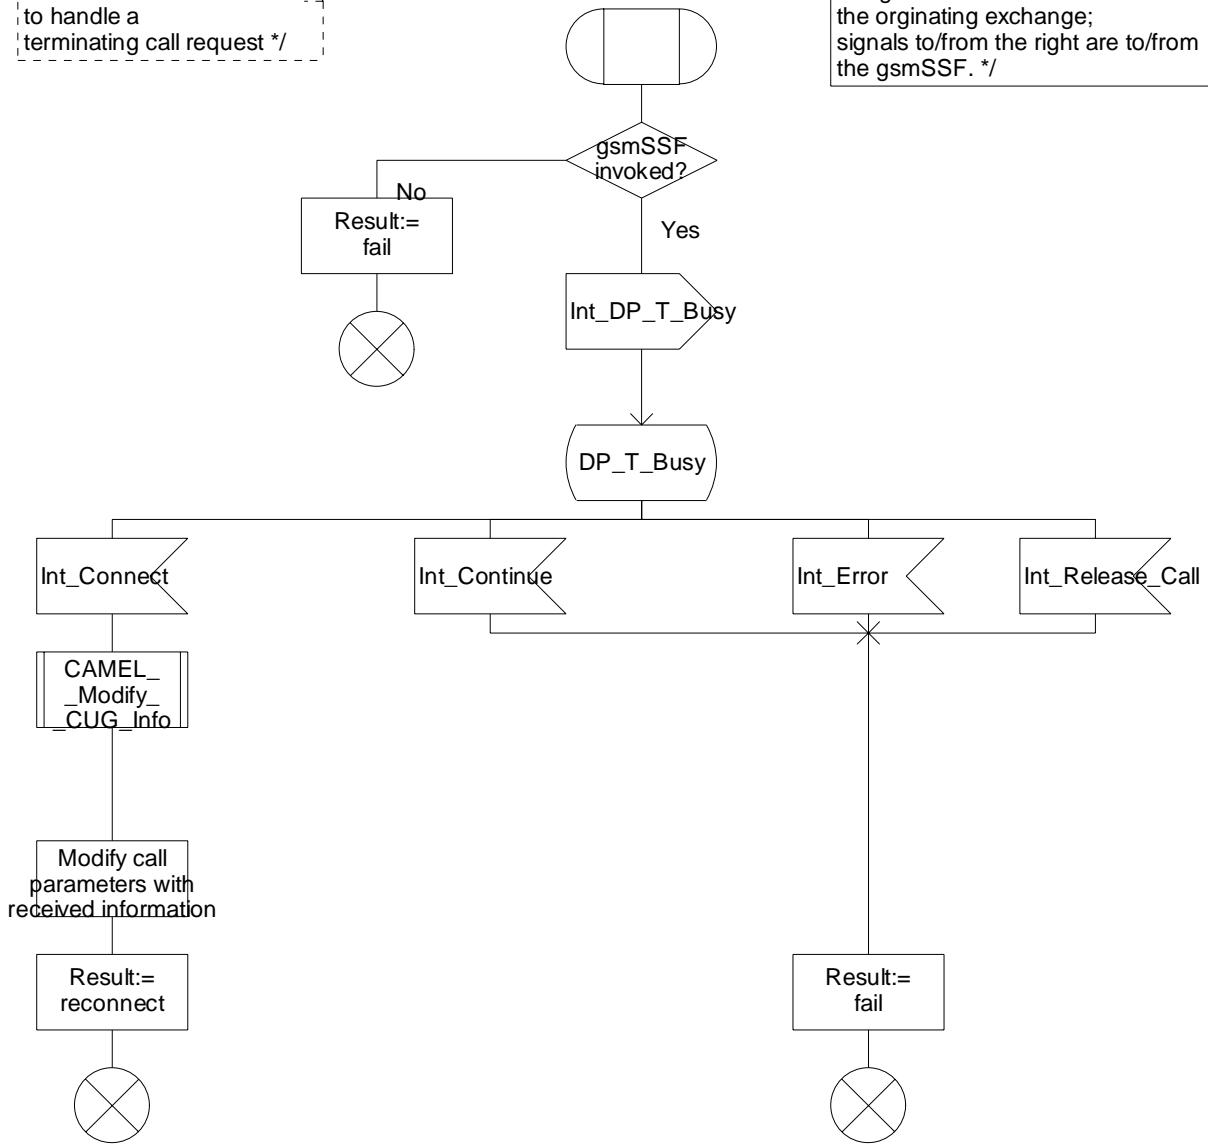 to handle a
terminating call request */
the orginating exchange;
signals to/from the right are to/from
the gsmSSF. */
gsmSSF
invoked?
No
Result:=
fail
Yes
Int_DP_T_Busy
DP_T_Busy
Int_Connect
Int_Continue
Int_Error
Int_Release_Call
CAMEL_
_Modify_
_CUG_Info
Modify call
parameters with
received information
Result:=
reconnect
Result:=
fail